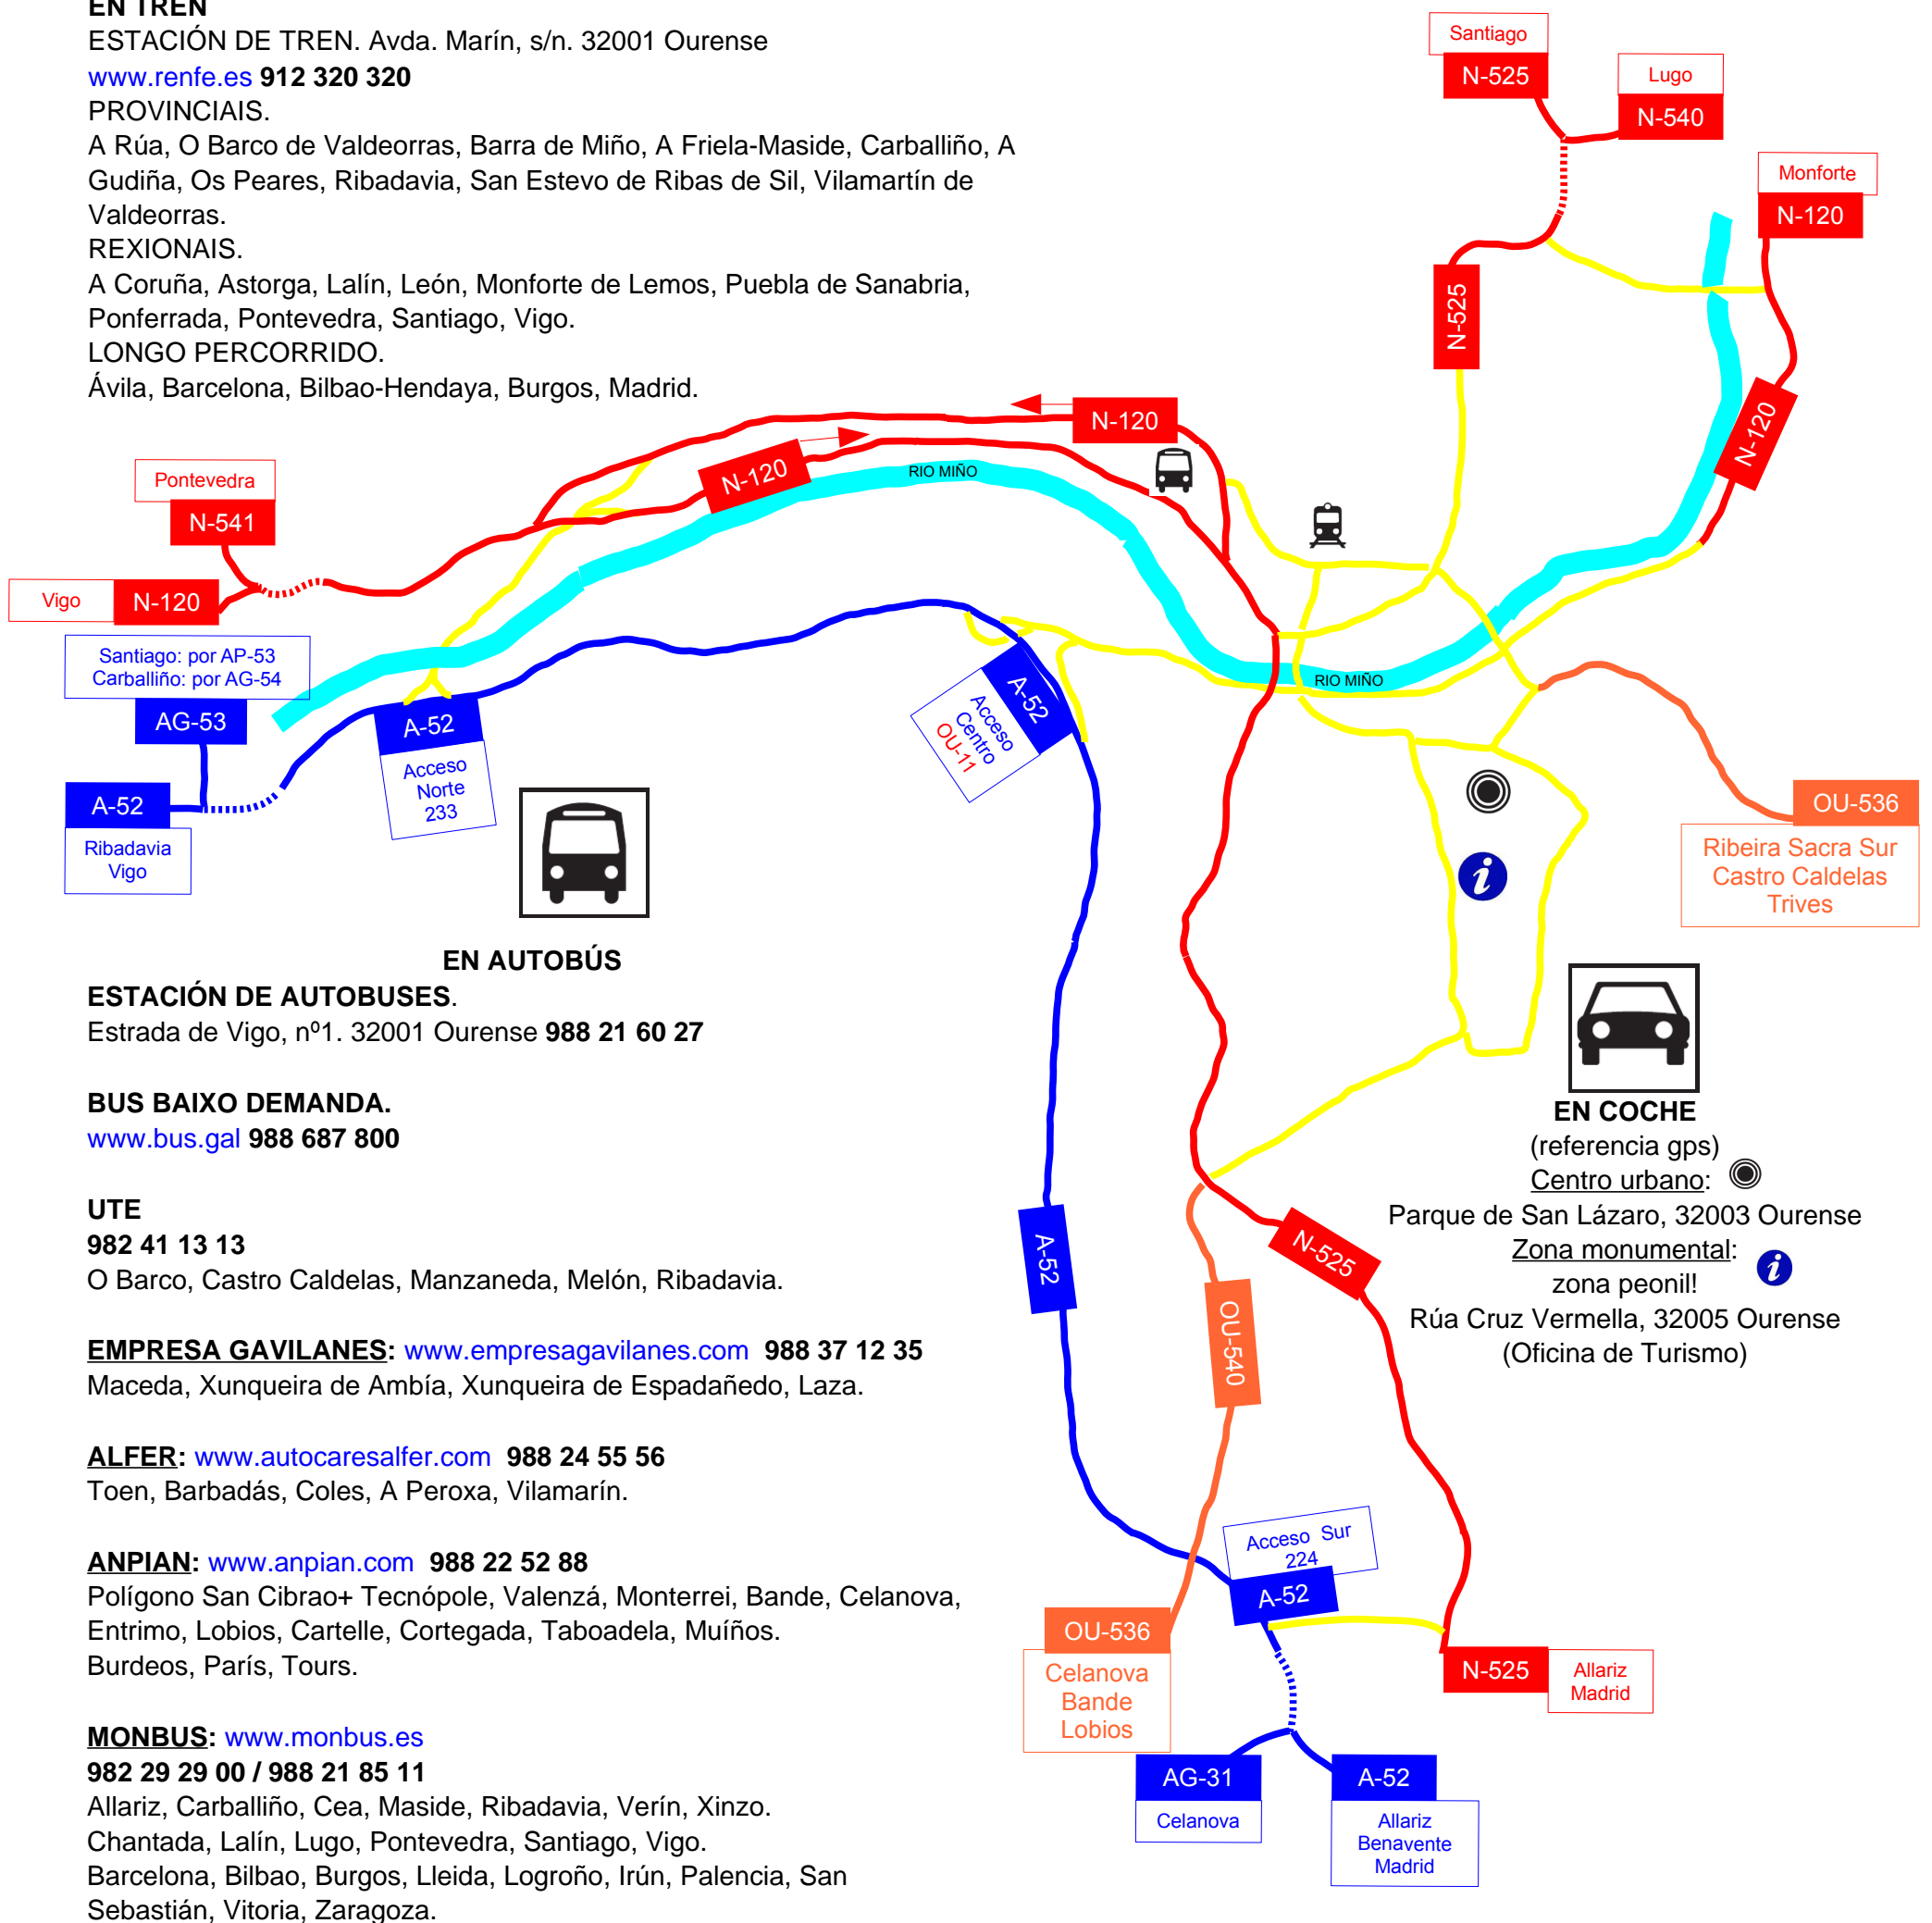 EN TREN
ESTACIÓN DE TREN. Avda. Marín, s/n. 32001 Ourense
www.renfe.es 912 320 320
PROVINCIAIS.
A Rúa, O Barco de Valdeorras, Barra de Miño, A Friela-Maside, Carballiño, A
Gudiña, Os Peares, Ribadavia, San Estevo de Ribas de Sil, Vilamartín de
Valdeorras.
REXIONAIS.
A Coruña, Astorga, Lalín, León, Monforte de Lemos, Puebla de Sanabria,
Ponferrada, Pontevedra, Santiago, Vigo.
LONGO PERCORRIDO.
Ávila, Barcelona, Bilbao-Hendaya, Burgos, Madrid.
Santiago
N-525
Lugo
N-540
Monforte
N-120
N-525
N-120
N-120
N-120
RIO MIÑO
Pontevedra
N-541
Vigo
N-120
Santiago: por AP-53
Carballiño: por AG-54
AG-53
A-52
Ribadavia
Vigo
A-52
Acceso
Norte
233
A-52
Acceso
Centro
OU-11
RIO MIÑO
OU-536
Ribeira Sacra Sur
Castro Caldelas
Trives
EN AUTOBÚS
ESTACIÓN DE AUTOBUSES.
Estrada de Vigo, nº1. 32001 Ourense 988 21 60 27
BUS BAIXO DEMANDA.
www.bus.gal 988 687 800
UTE
982 41 13 13
O Barco, Castro Caldelas, Manzaneda, Melón, Ribadavia.
EMPRESA GAVILANES: www.empresagavilanes.com 988 37 12 35
Maceda, Xunqueira de Ambía, Xunqueira de Espadañedo, Laza.
ALFER: www.autocaresalfer.com 988 24 55 56
Toen, Barbadás, Coles, A Peroxa, Vilamarín.
ANPIAN: www.anpian.com 988 22 52 88
Polígono San Cibrao+ Tecnópole, Valenzá, Monterrei, Bande, Celanova,
Entrimo, Lobios, Cartelle, Cortegada, Taboadela, Muíños.
Burdeos, París, Tours.
MONBUS: www.monbus.es
982 29 29 00 / 988 21 85 11
Allariz, Carballiño, Cea, Maside, Ribadavia, Verín, Xinzo.
Chantada, Lalín, Lugo, Pontevedra, Santiago, Vigo.
Barcelona, Bilbao, Burgos, Lleida, Logroño, Irún, Palencia, San
Sebastián, Vitoria, Zaragoza.
EN COCHE
(referencia gps)
Centro urbano:
Parque de San Lázaro, 32003 Ourense
Zona monumental:
zona peonil!
Rúa Cruz Vermella, 32005 Ourense
(Oficina de Turismo)
i
i
A-52
N-525
OU-540
Acceso Sur
224
A-52
OU-536
Celanova
Bande
Lobios
N-525
Allariz
Madrid
AG-31
Celanova
A-52
Allariz
Benavente
Madrid